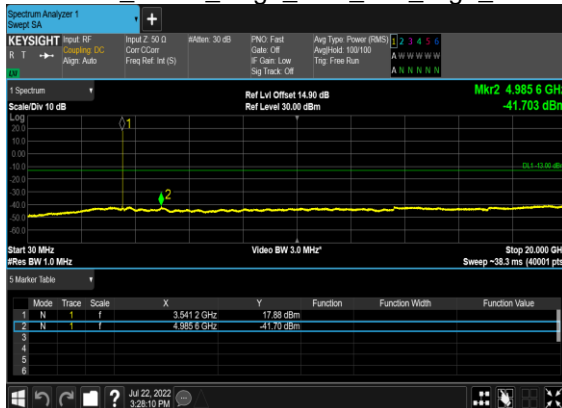 Spectrum Analyzer 1
Swept SA
+
KEYSIGHT
R T
LXI
Input: RF
Coupling: DC
Align: Auto
Input Z: 50 Ω
Corr CCorr
Freq Ref: Int (S)
#Atten: 30 dB
PNO: Fast
Gate: Off
IF Gain: Low
Sig Track: Off
Avg Type: Power (RMS)
Avg|Hold: 100/100
Trig: Free Run
1 2 3 4 5 6
A W W W W W
A N N N N N
1 Spectrum
Scale/Div 10 dB
Ref Lvl Offset 14.90 dB
Ref Level 30.00 dBm
Mkr2 4.985 6 GHz
-41.703 dBm
Log
20.0
10.0
0.00
-10.0
-20.0
-30.0
-40.0
-50.0
-60.0
1
2
DL1 -13.00 dBm
Start 30 MHz
#Res BW 1.0 MHz
Video BW 3.0 MHz*
Stop 20.000 GH
Sweep ~38.3 ms (40001 pts
5 Marker Table
Mode Trace Scale X Y Function Function Width Function Value
1 N 1 f 3.541 2 GHz 17.88 dBm
2 N 1 f 4.985 6 GHz -41.70 dBm
3
4
5
6
?
Jul 22, 2022
3:28:10 PM